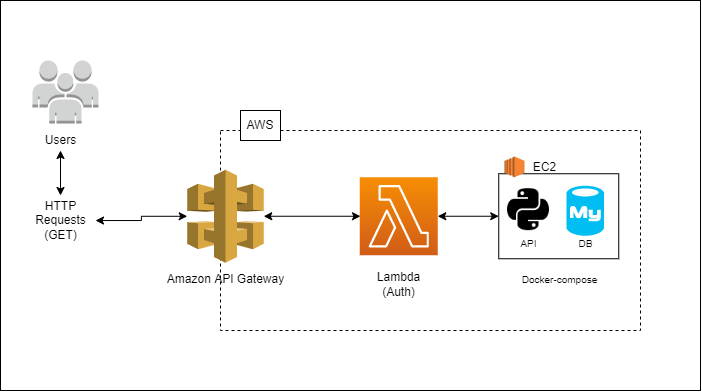 AWS
EC2
Users
HTTP
Requests
(GET)
My
API
DB
Amazon API Gateway
Lambda
(Auth)
Docker-compose